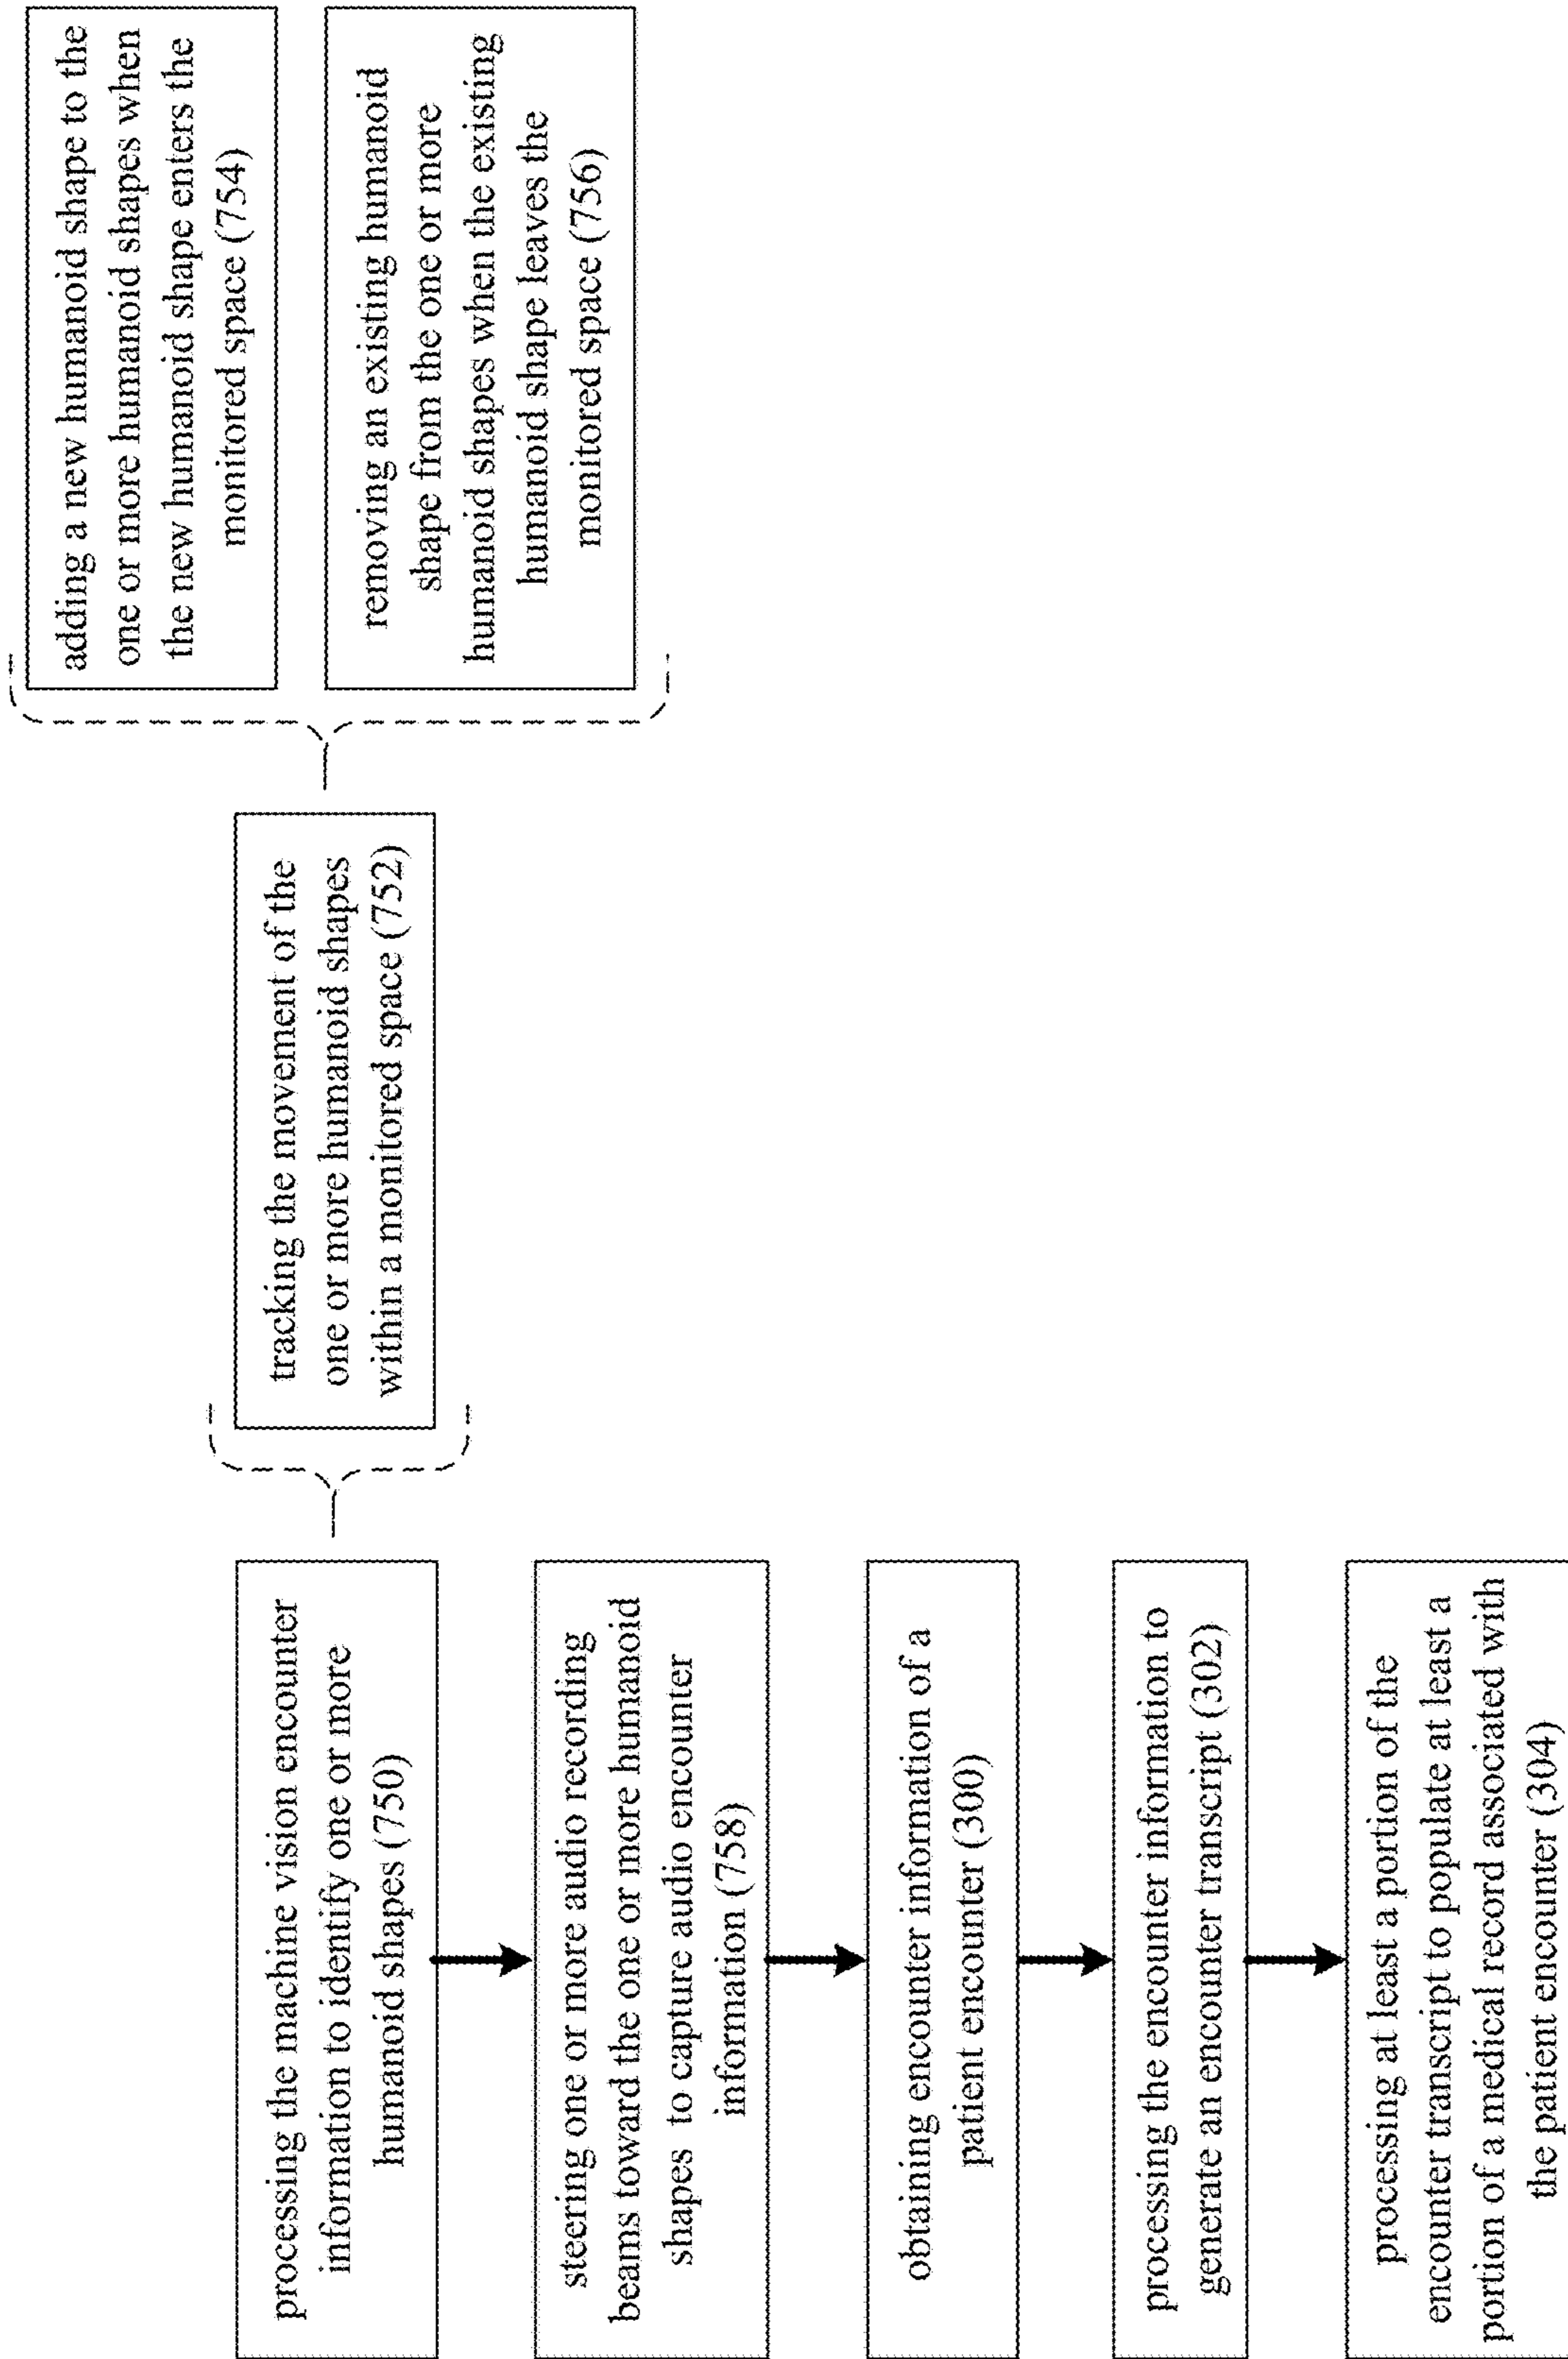 processing the machine vision encounter
information to identify one or more
humanoid shapes (750)
tracking the movement of the
one or more humanoid shapes
within a monitored space (752)
adding a new humanoid shape to the
one or more humanoid shapes when
the new humanoid shape enters the
monitored space (754)
removing an existing humanoid
shape from the one or more
humanoid shapes when the existing
humanoid shape leaves the
monitored space (756)
steering one or more audio recording
beams toward the one or more humanoid
shapes to capture audio encounter
information (758)
obtaining encounter information of a
patient encounter (300)
processing the encounter information to
generate an encounter transcript (302)
processing at least a portion of the
encounter transcript to populate at least a
portion of a medical record associated with
the patient encounter (304)